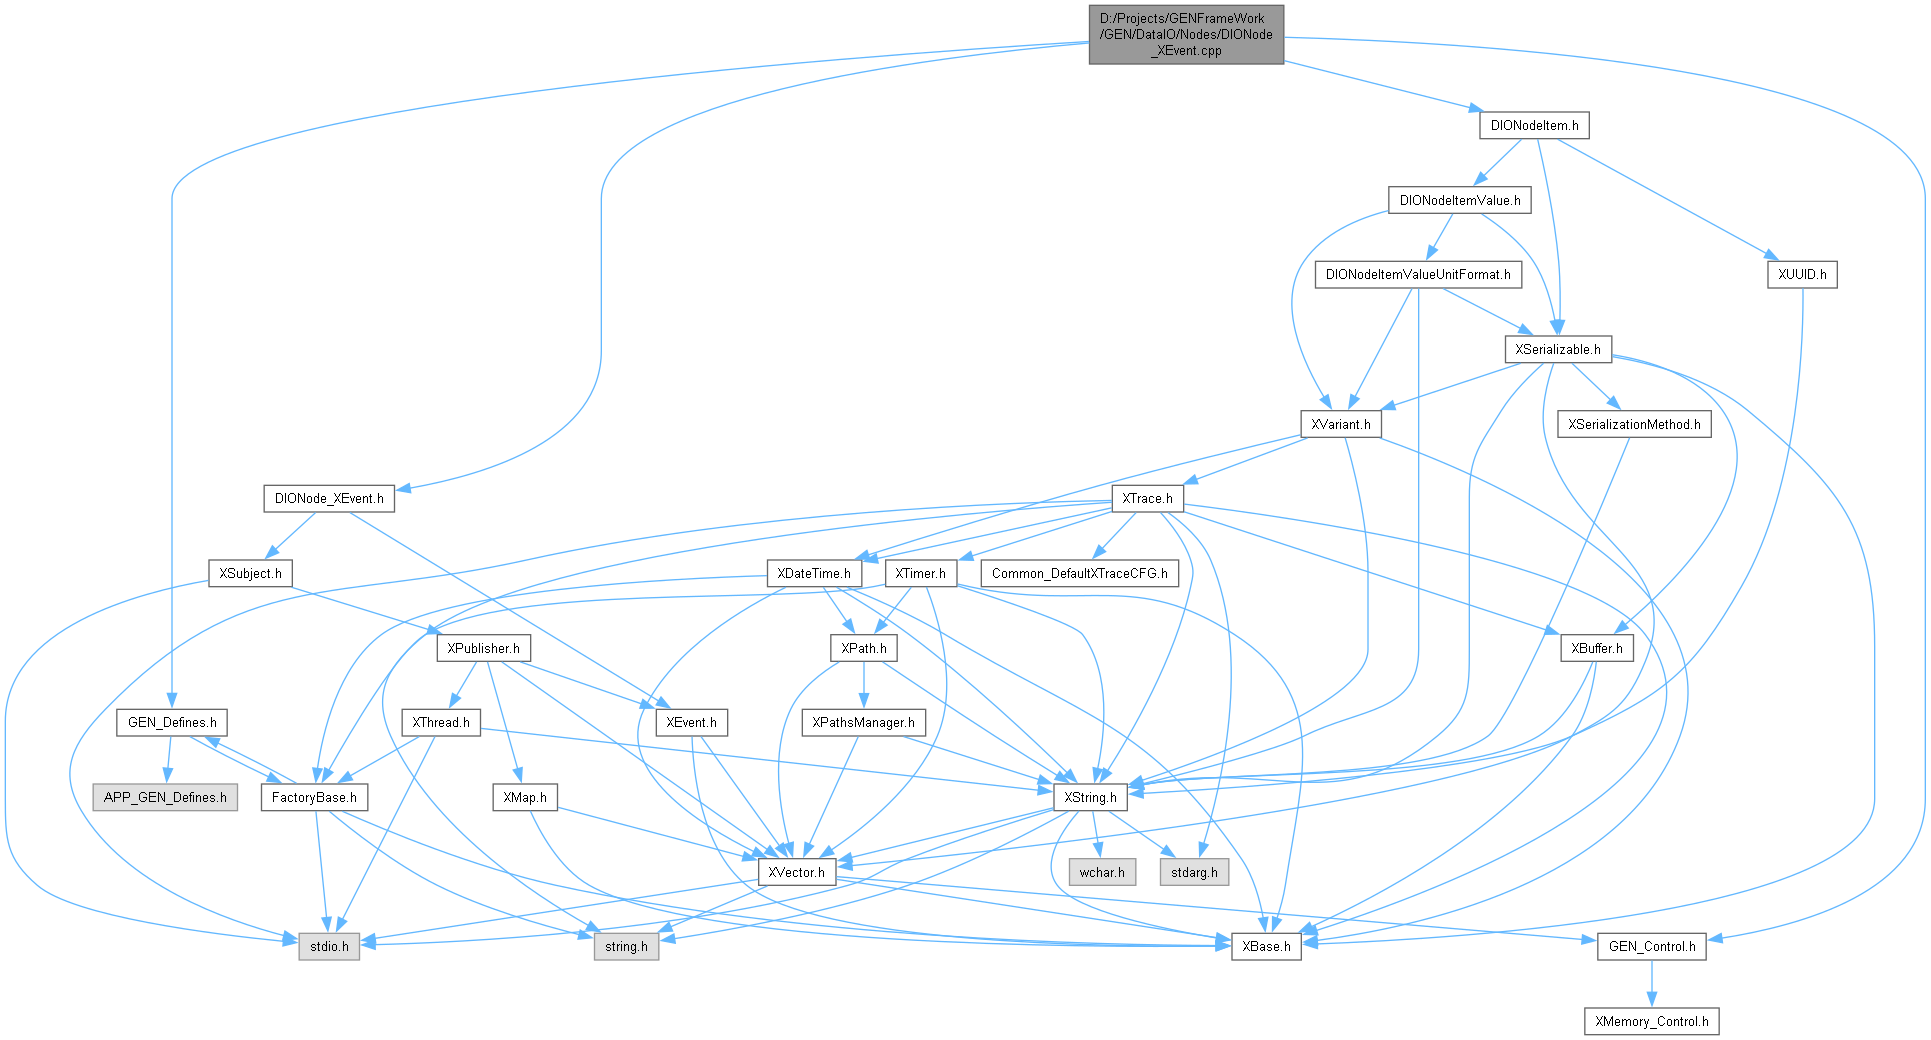 D:/Projects/GENFrameWork
/GEN/DataIO/Nodes/DIONode
_XEvent.cpp
DIONodeItem.h
DIONodeItemValue.h
DIONodeItemValueUnitFormat.h
XUUID.h
XSerializable.h
XVariant.h
XSerializationMethod.h
DIONode_XEvent.h
XTrace.h
XSubject.h
XDateTime.h
XTimer.h
Common_DefaultXTraceCFG.h
XPublisher.h
XPath.h
XBuffer.h
GEN_Defines.h
XThread.h
XEvent.h
XPathsManager.h
APP_GEN_Defines.h
FactoryBase.h
XMap.h
XString.h
XVector.h
wchar.h
stdarg.h
stdio.h
string.h
XBase.h
GEN_Control.h
XMemory_Control.h